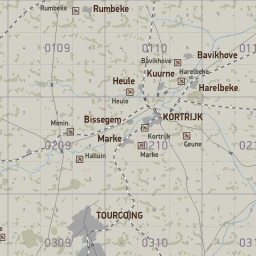 Rumbeke
Rumbeke
0109
0110
Bavikhove
Bavikhove
Heule
Kuurne
Harelbeke
Harelbeke
Heule
Bissegem
KORTRIJK
Menin
Marke
Kortrijk
Geune
0209
0210
Halluin
Marke
TOURCOING
0309
0310